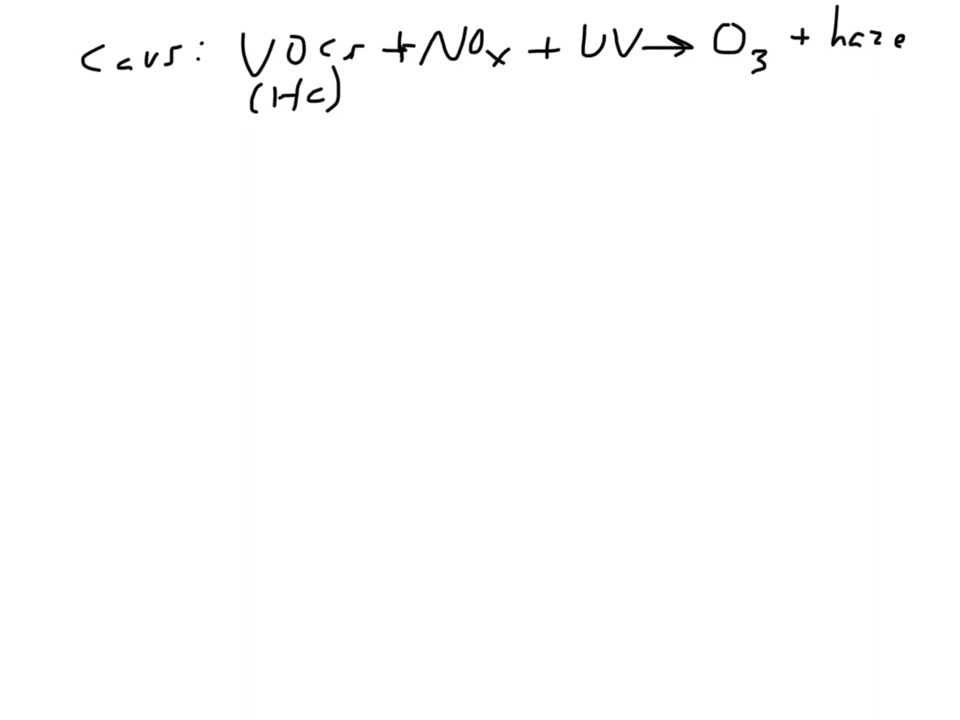 Caus: VOCs + NOx + UV → O3 + haze
(HC)